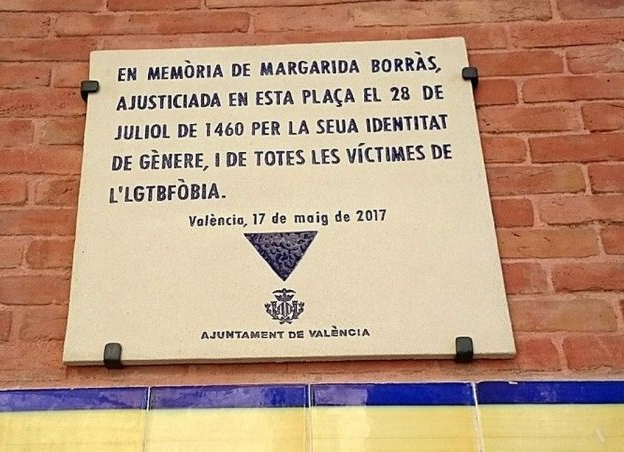 EN MEMÒRIA DE MARGARIDA BORRÀS,
AJUSTICIADA EN ESTA PLAÇA EL 28 DE
JULIOL DE 1460 PER LA SEUA IDENTITAT
DE GÈNERE, I DE TOTES LES VÍCTIMES DE
L'LGTBFÒBIA.
València, 17 de maig de 2017
AJUNTAMENT DE VALÈNCIA